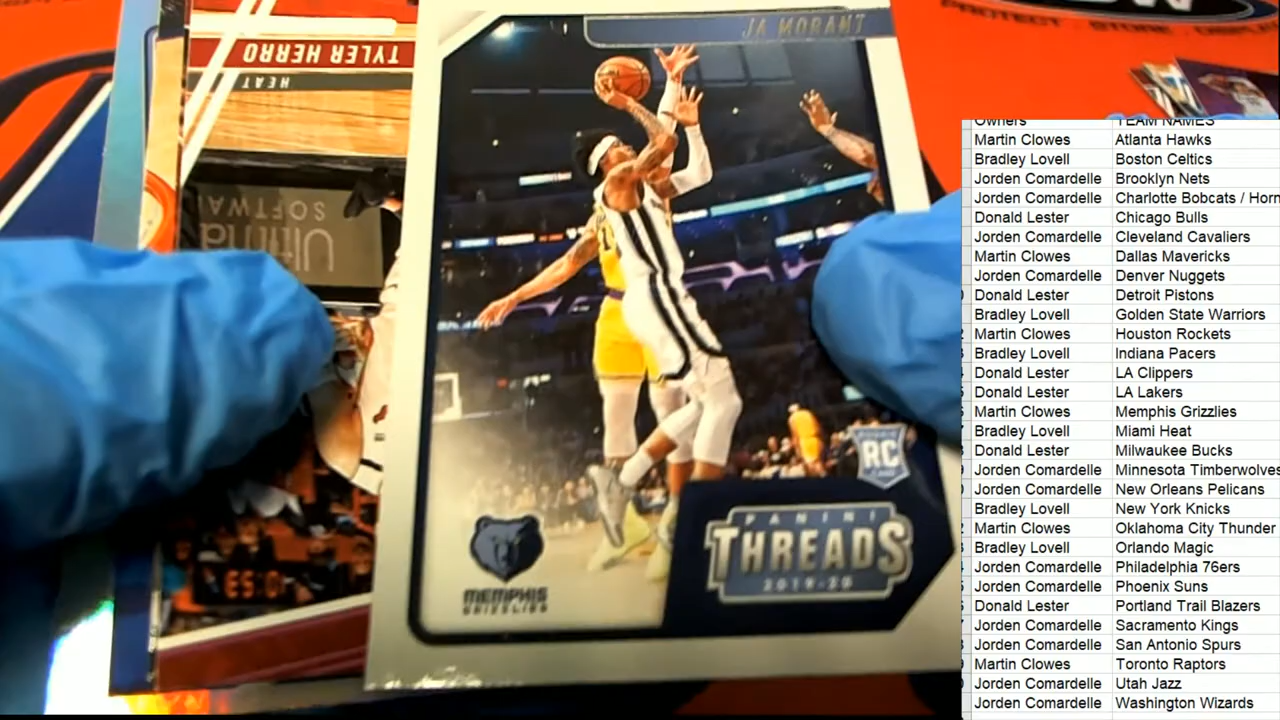 PROTECT STORE
TYLER HERRO
HEAT
SOFTWA
Ultima
JA MORANT
RC
PANINI
THREADS
2019-20
MEMPHIS
GRIZZLIES
Owners TEAM NAMES
Martin Clowes Atlanta Hawks
Bradley Lovell Boston Celtics
Jorden Comardelle Brooklyn Nets
Jorden Comardelle Charlotte Bobcats / Horn
Donald Lester Chicago Bulls
Jorden Comardelle Cleveland Cavaliers
Martin Clowes Dallas Mavericks
Jorden Comardelle Denver Nuggets
Donald Lester Detroit Pistons
Bradley Lovell Golden State Warriors
Martin Clowes Houston Rockets
Bradley Lovell Indiana Pacers
Donald Lester LA Clippers
Donald Lester LA Lakers
Martin Clowes Memphis Grizzlies
Bradley Lovell Miami Heat
Donald Lester Milwaukee Bucks
Jorden Comardelle Minnesota Timberwolves
Jorden Comardelle New Orleans Pelicans
Bradley Lovell New York Knicks
Martin Clowes Oklahoma City Thunder
Bradley Lovell Orlando Magic
Jorden Comardelle Philadelphia 76ers
Jorden Comardelle Phoenix Suns
Donald Lester Portland Trail Blazers
Jorden Comardelle Sacramento Kings
Jorden Comardelle San Antonio Spurs
Martin Clowes Toronto Raptors
Jorden Comardelle Utah Jazz
Jorden Comardelle Washington Wizards